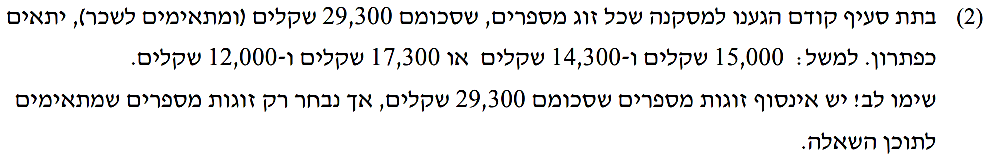 (2) בתת סעיף קודם הגענו למסקנה שכל זוג מספרים, שסכומם 29,300 שקלים (ומתאימים לשכר), יתאים
כפתרון. למשל: 15,000 שקלים ו-14,300 שקלים או 17,300 שקלים ו-12,000 שקלים.
שימו לב! יש אינסוף זוגות מספרים שסכומם 29,300 שקלים, אך נבחר רק זוגות מספרים שמתאימים
לתוכן השאלה.